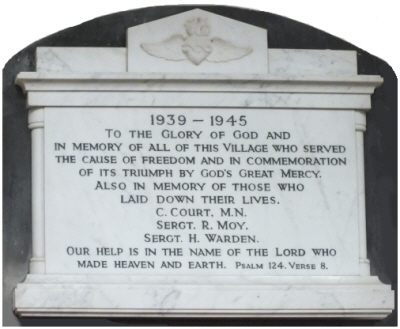 1939 – 1945
To the Glory of God and
in memory of all of this Village who served
the cause of freedom and in commemoration
of its triumph by God's Great Mercy.
Also in memory of those who
laid down their lives.
C. Court, M.N.
Sergt. R. Moy.
Sergt. H. Warden.
Our help is in the name of the Lord who
made heaven and earth. Psalm 124. Verse 8.